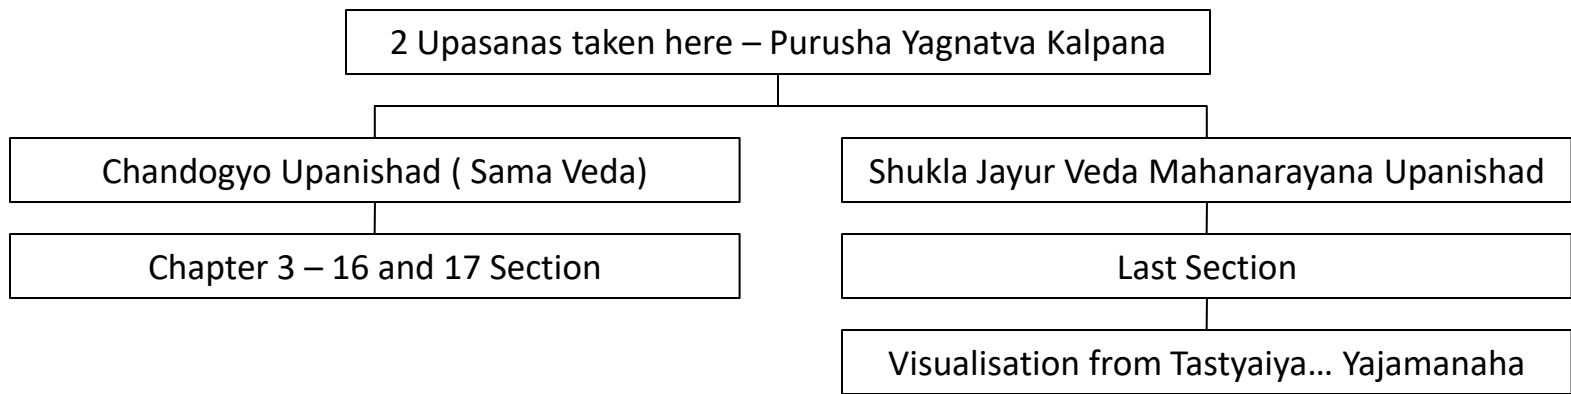 2 Upasanas taken here – Purusha Yagnatva Kalpana
Chandogyo Upanishad ( Sama Veda)
Shukla Jayur Veda Mahanarayana Upanishad
Chapter 3 – 16 and 17 Section
Last Section
Visualisation from Tastyaiya... Yajamanaha